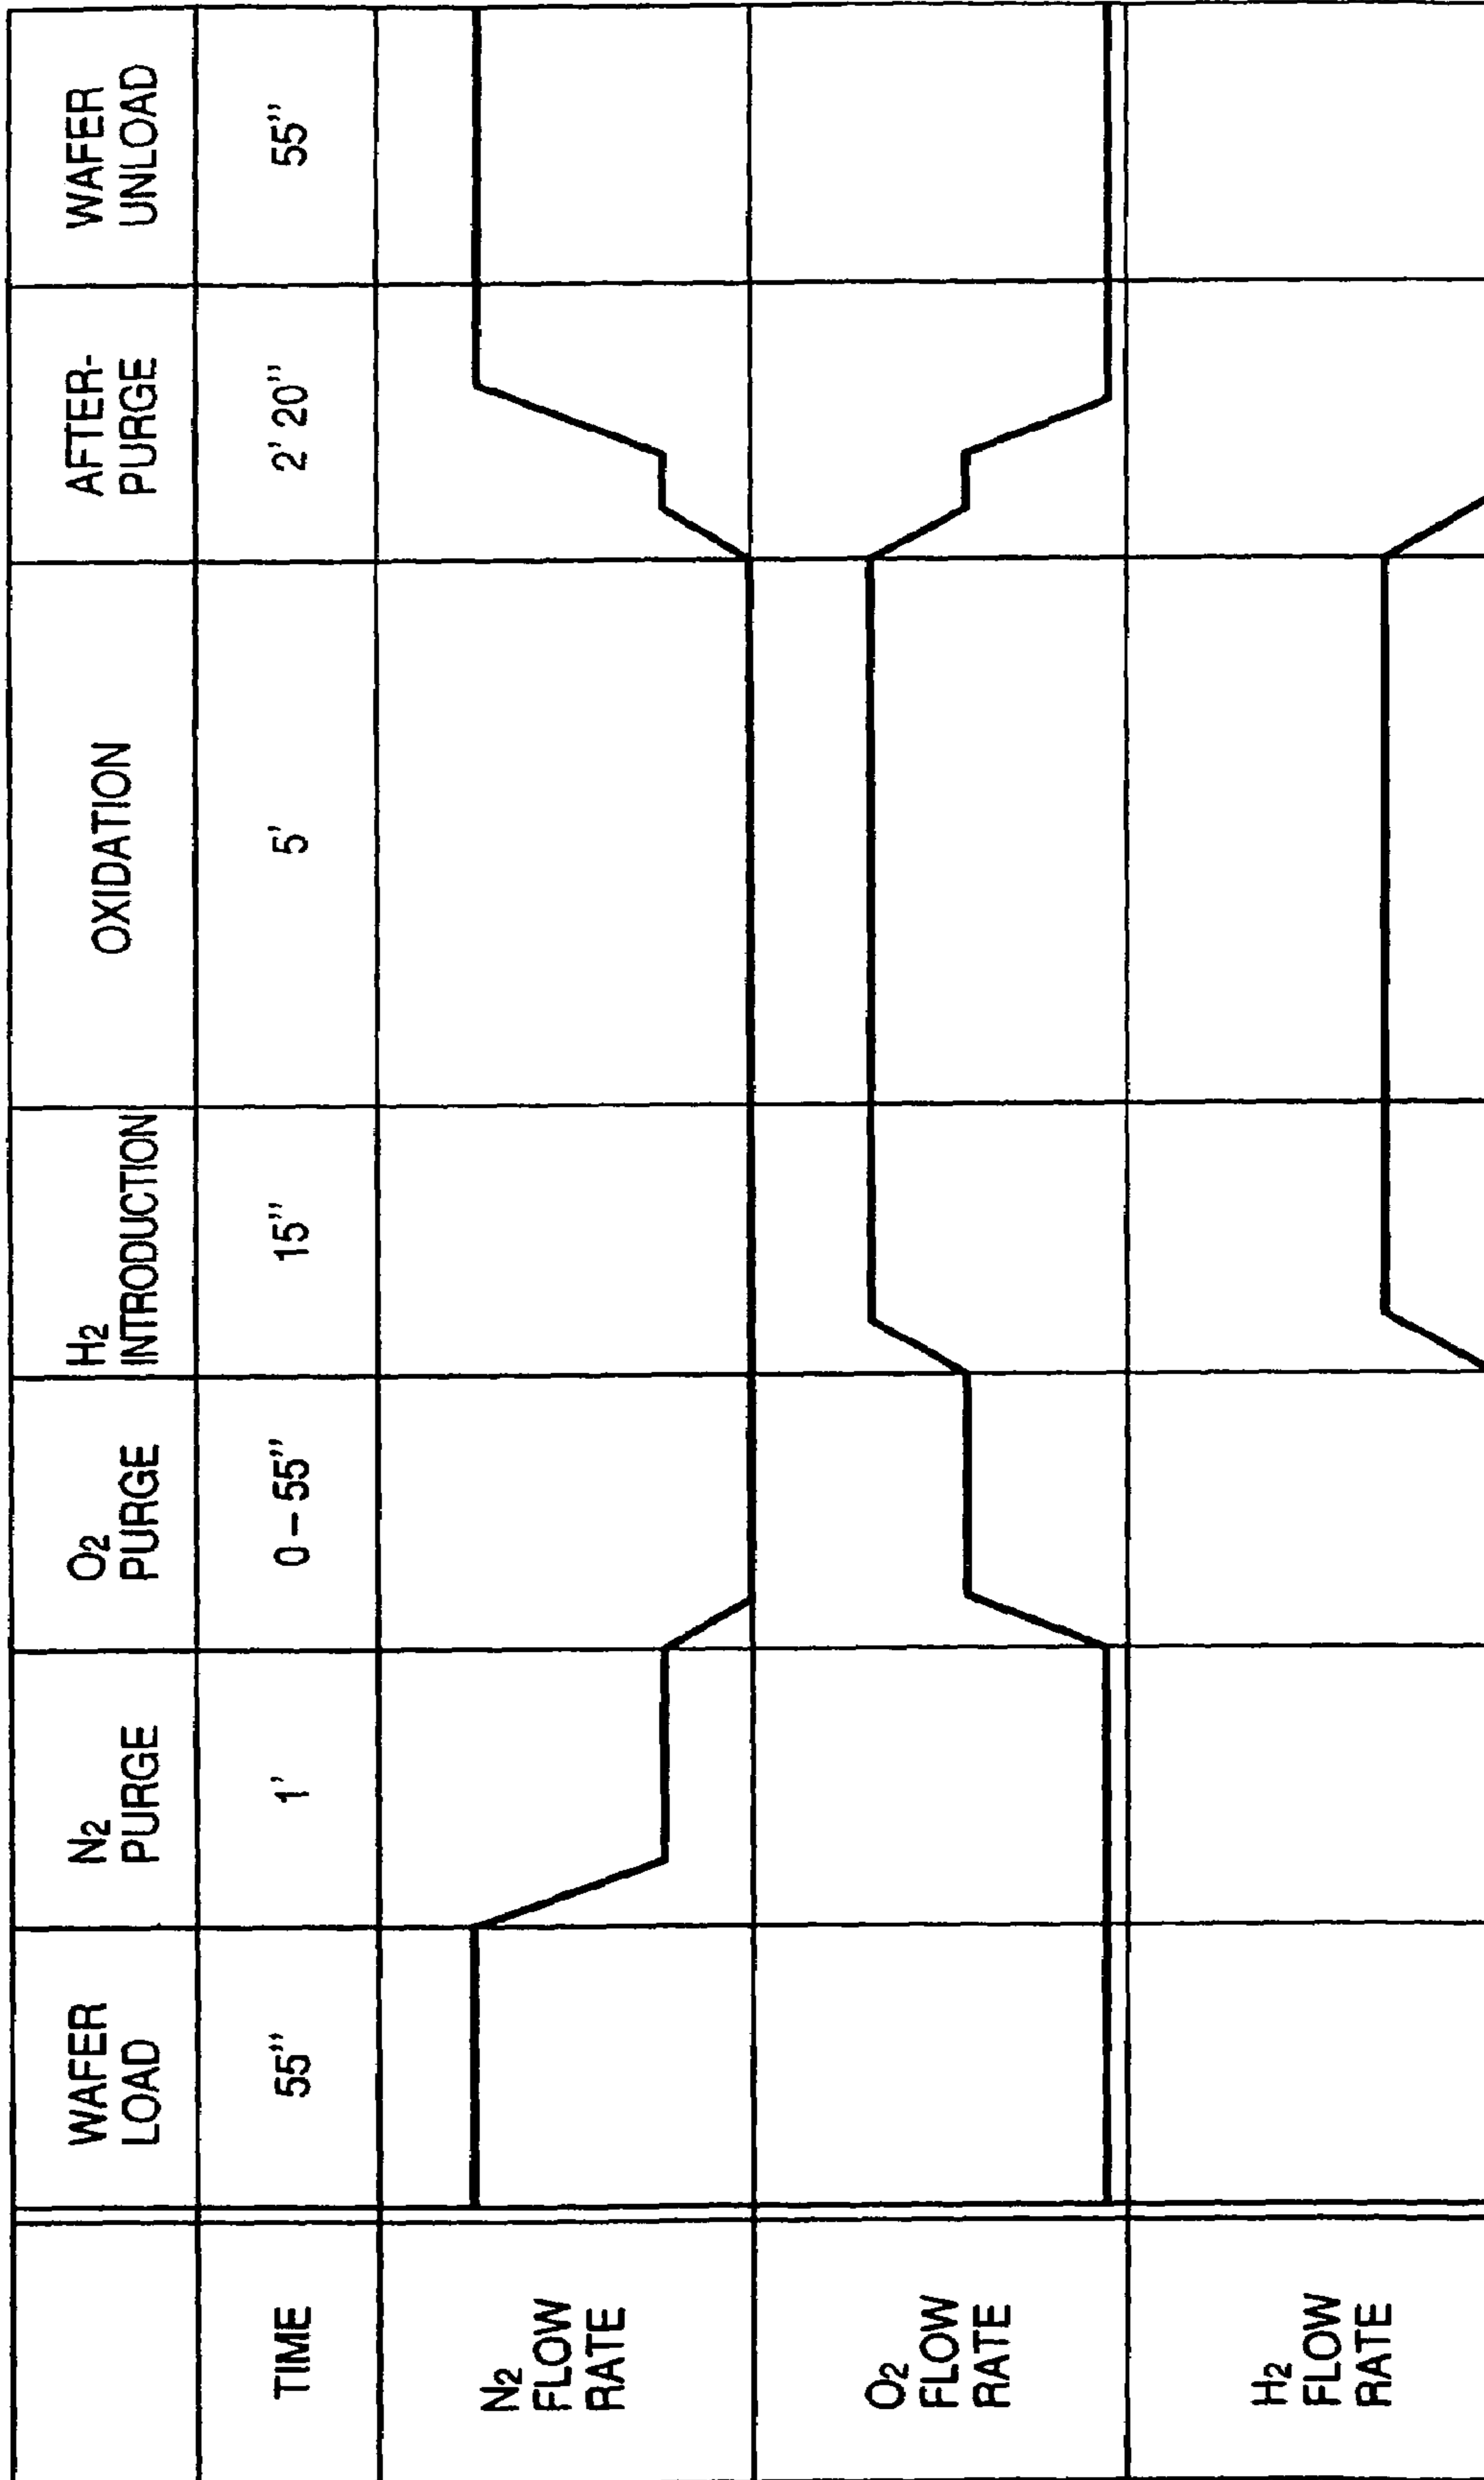 WAFER
LOAD
N2
PURGE
O2
PURGE
H2
INTRODUCTION
OXIDATION
AFTER-
PURGE
WAFER
UNLOAD
TIME
55"
1'
0 – 55"
15"
5'
2' 20"
55"
N2
FLOW
RATE
O2
FLOW
RATE
H2
FLOW
RATE